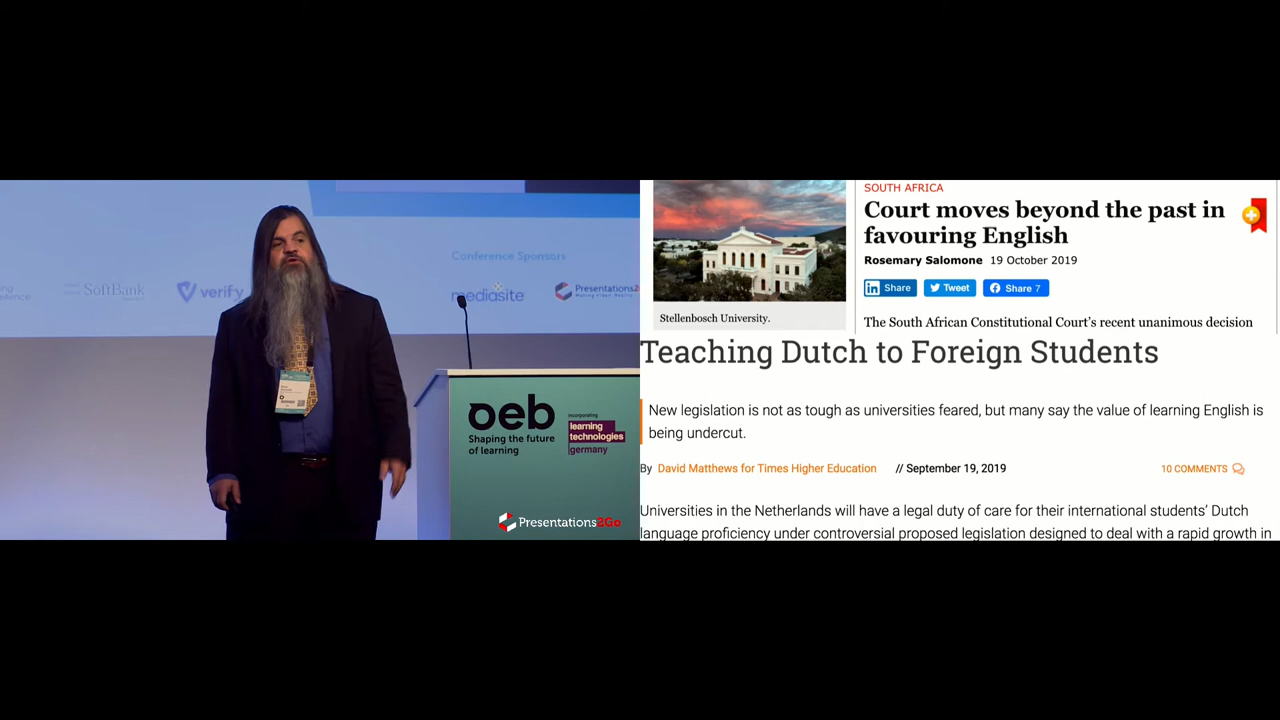 Conference Sponsors
SoftBank
verify
mediasite
Presentations2
oeb
Shaping the future
of learning
incorporating
learning
technologies
germany
Presentations2Go
SOUTH AFRICA
Court moves beyond the past in
favouring English
Rosemary Salomone 19 October 2019
Share
Tweet
Share 7
Stellenbosch University.
The South African Constitutional Court’s recent unanimous decision
Teaching Dutch to Foreign Students
New legislation is not as tough as universities feared, but many say the value of learning English is
being undercut.
By David Matthews for Times Higher Education // September 19, 2019
10 COMMENTS
Universities in the Netherlands will have a legal duty of care for their international students’ Dutch
language proficiency under controversial proposed legislation designed to deal with a rapid growth in